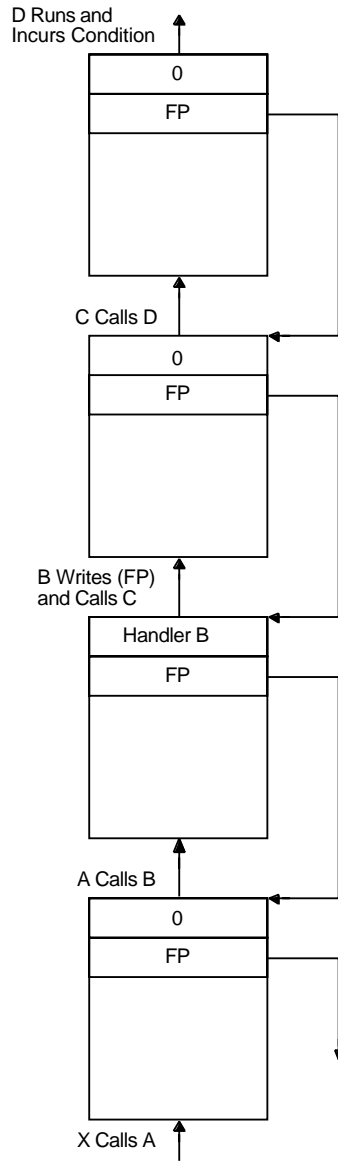 D Runs and
Incurs Condition
0
FP
C Calls D
0
FP
B Writes (FP)
and Calls C
Handler B
FP
A Calls B
0
FP
X Calls A